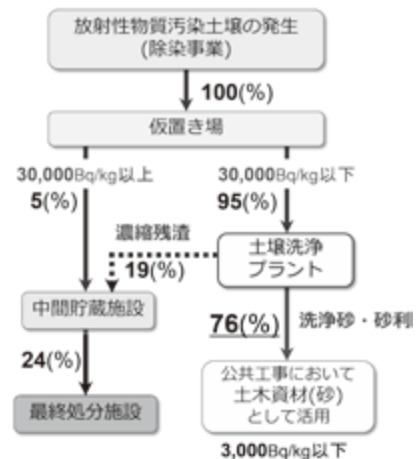 放射性物質汚染土壌の発生
(除染事業)
100(%)
仮置き場
30,000Bq/kg以上
5(%)
30,000Bq/kg以下
95(%)
濃縮残渣
19(%)
土壌洗浄
プラント
中間貯蔵施設
76(%)
洗浄砂・砂利
24(%)
最終処分施設
公共工事において
土木資材(砂)
として活用
3,000Bq/kg以下